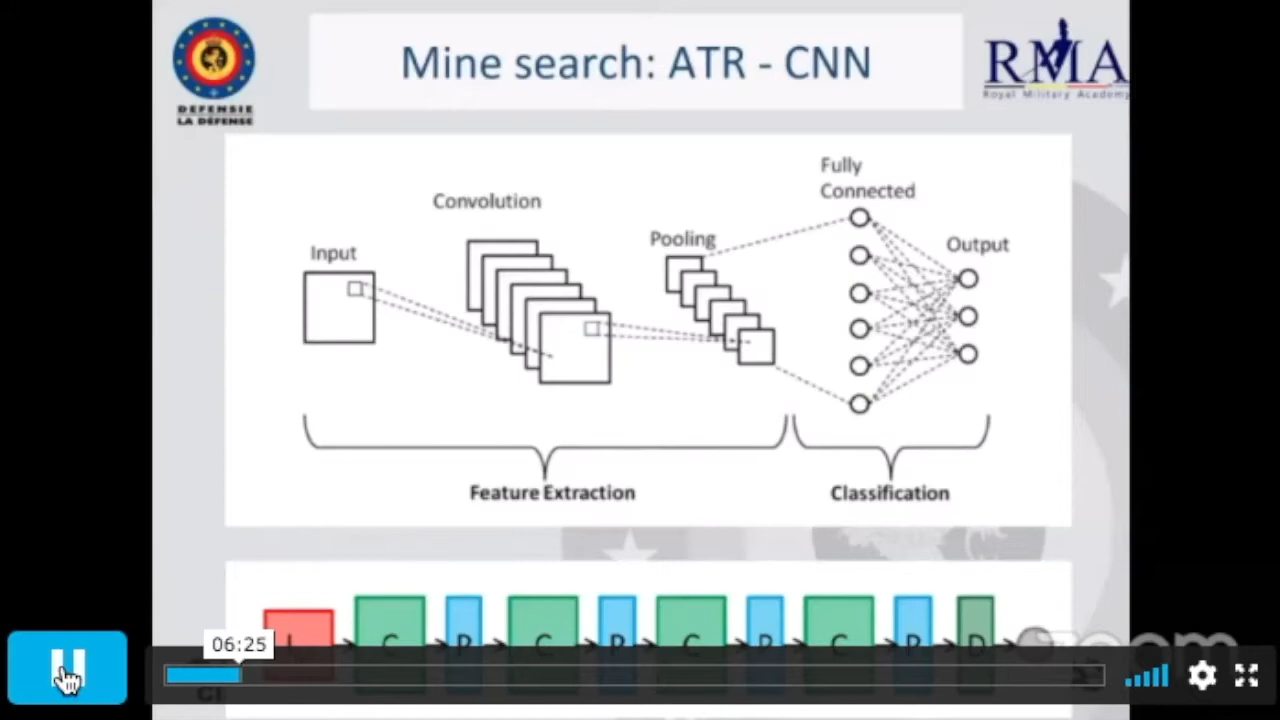 Mine search: ATR - CNN
DEFENSIE
LA DÉFENSE
RMA
Royal Military Academy
Fully
Connected
Convolution
Pooling
Output
Input
Feature Extraction
Classification
C P C P C P C P D
06:25
zoom